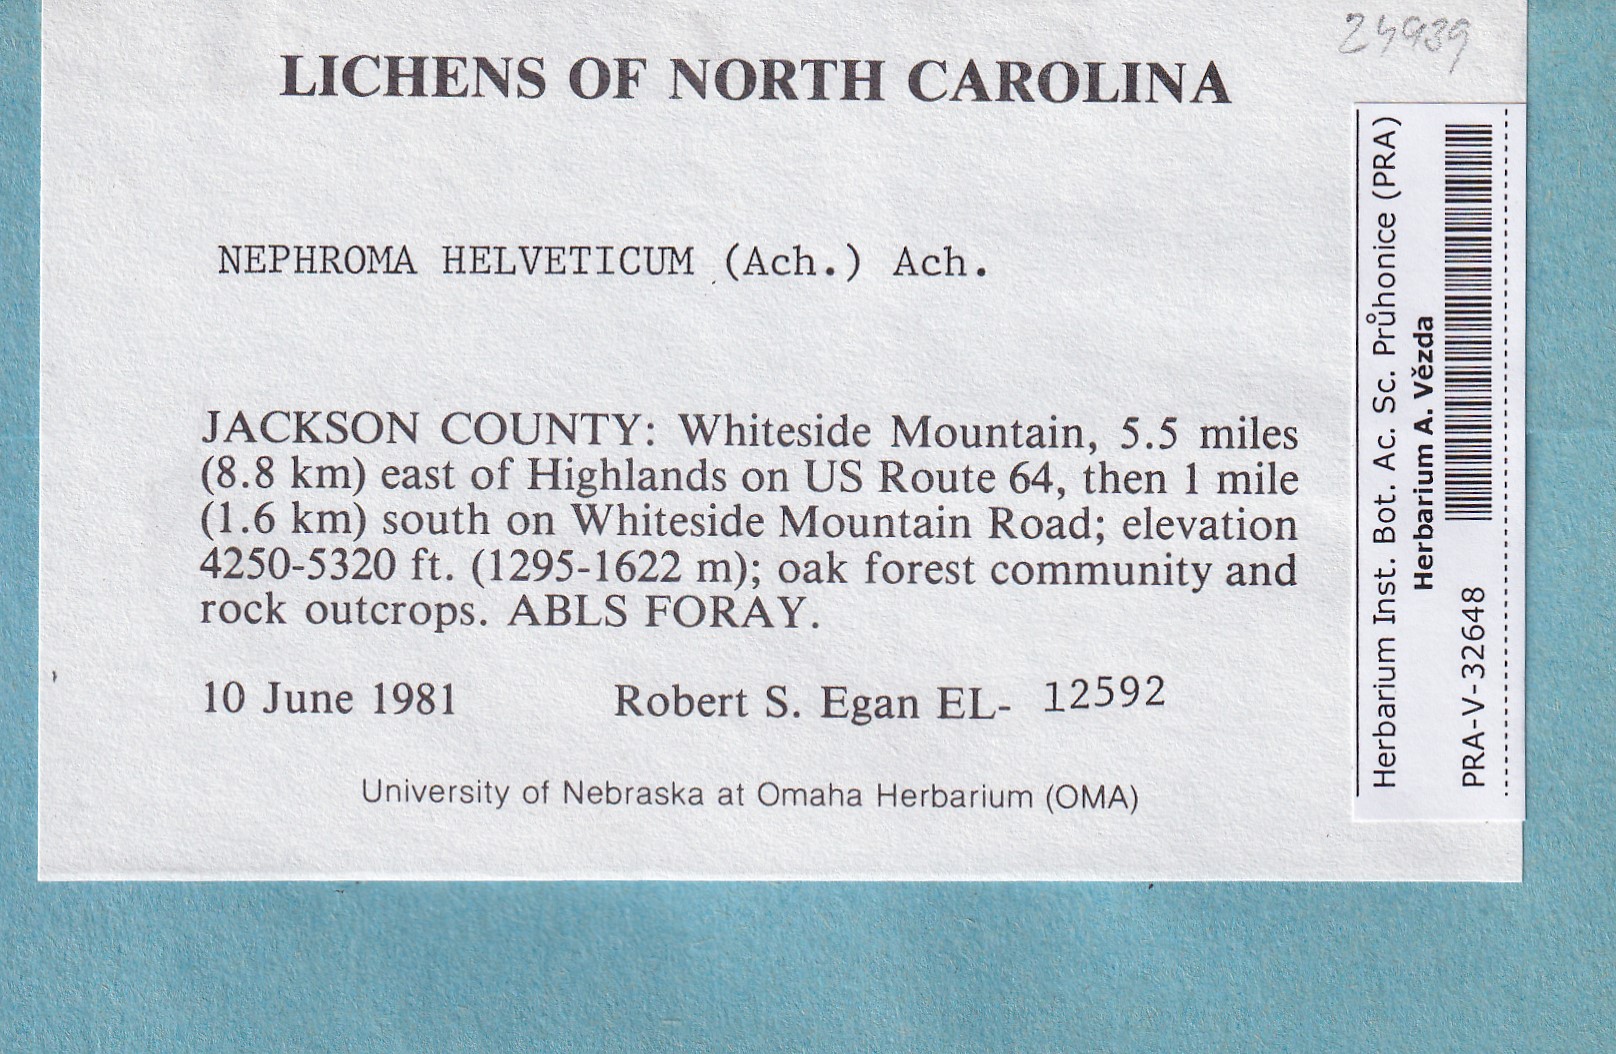 24939
LICHENS OF NORTH CAROLINA
NEPHROMA HELVETICUM (Ach.) Ach.
JACKSON COUNTY: Whiteside Mountain, 5.5 miles
(8.8 km) east of Highlands on US Route 64, then 1 mile
(1.6 km) south on Whiteside Mountain Road; elevation
4250-5320 ft. (1295-1622 m); oak forest community and
rock outcrops. ABLS FORAY.
10 June 1981 Robert S. Egan EL- 12592
University of Nebraska at Omaha Herbarium (OMA)
Herbarium Inst. Bot. Ac. Sc. Průhonice (PRA)
Herbarium A. Vězda
PRA-V-32648